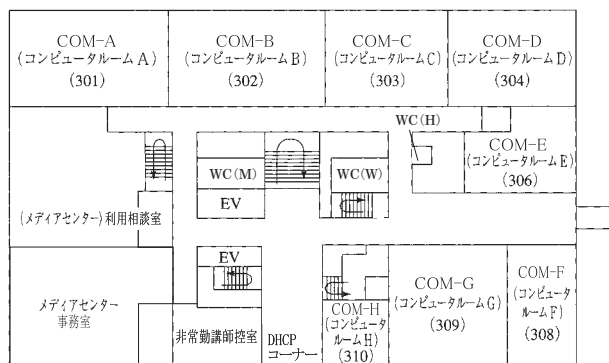 COM-A
(コンピュータルーム A)
(301)
COM-B
(コンピュータルーム B)
(302)
COM-C
(コンピュータルーム C)
(303)
COM-D
(コンピュータルーム D)
(304)
WC(H)
COM-E
(コンピュータルームE)
(306)
WC(M)
WC(W)
EV
(メディアセンター)利用相談室
EV
メディアセンター
事務室
非常勤講師控室
DHCP
コーナー
COM-H
(コンピュータ
ルームH)
(310)
COM-G
(コンピュータルームG)
(309)
COM-F
(コンピュータ
ルームF)
(308)